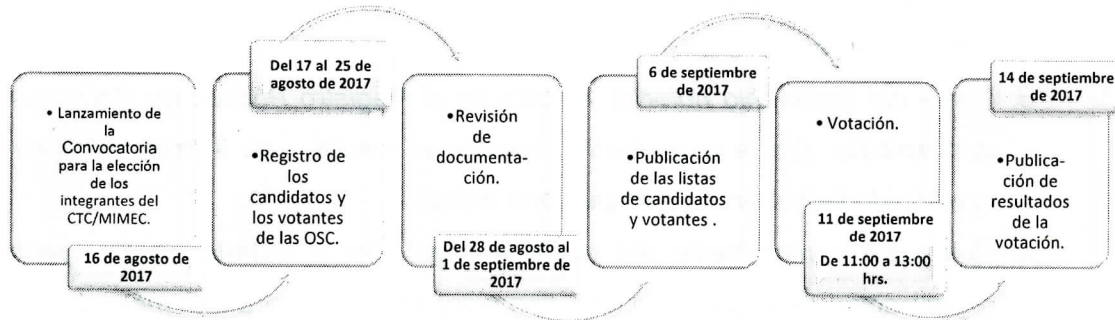 • Lanzamiento de
la
Convocatoria
para la elección
de los
integrantes del
CTC/MIMEC.
16 de agosto de
2017
Del 17 al 25 de
agosto de 2017
• Registro de
los
candidatos y
los votantes
de las OSC.
• Revisión
de
documenta-
ción.
Del 28 de agosto al
1 de septiembre de
2017
6 de septiembre
de 2017
• Publicación
de las listas
de candidatos
y votantes .
• Votación.
11 de septiembre
de 2017
De 11:00 a 13:00
hrs.
14 de septiembre
de 2017
• Publica-
ción de
resultados
de la
votación.